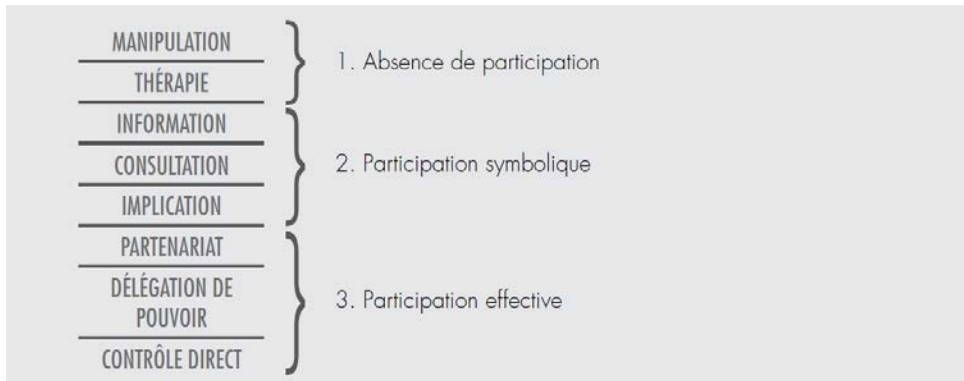 MANIPULATION
THÉRAPIE
1. Absence de participation
INFORMATION
CONSULTATION
IMPLICATION
2. Participation symbolique
PARTENARIAT
DÉLÉGATION DE
POUVOIR
CONTRÔLE DIRECT
3. Participation effective